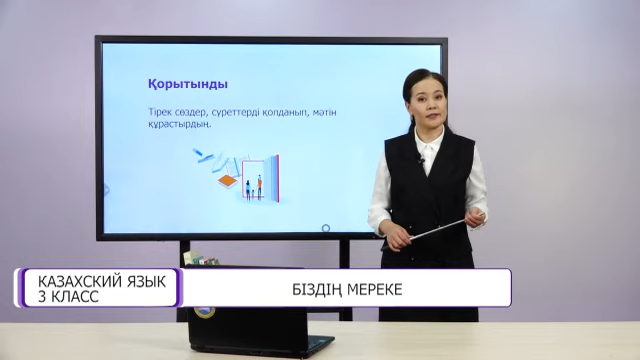 Қорытынды
Тірек сөздер, суреттерді қолданып, мәтін
құрастырдың.
КАЗАХСКИЙ ЯЗЫК
3 КЛАСС
БІЗДІҢ МЕРЕКЕ